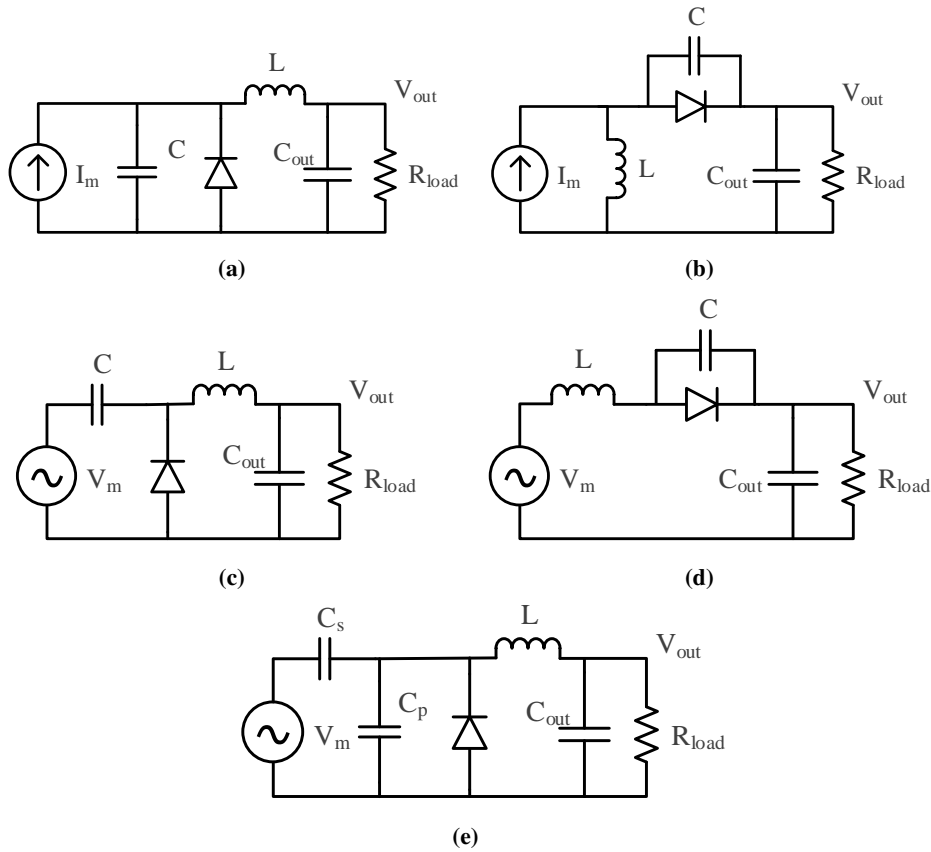 C
L
L
V_out
V_out
I_m
C
C_out
R_load
I_m
L
C_out
R_load
(a)
(b)
C
C
L
V_out
L
V_out
V_m
C_out
R_load
V_m
C_out
R_load
(c)
(d)
C_s
L
V_out
V_m
C_p
C_out
R_load
(e)